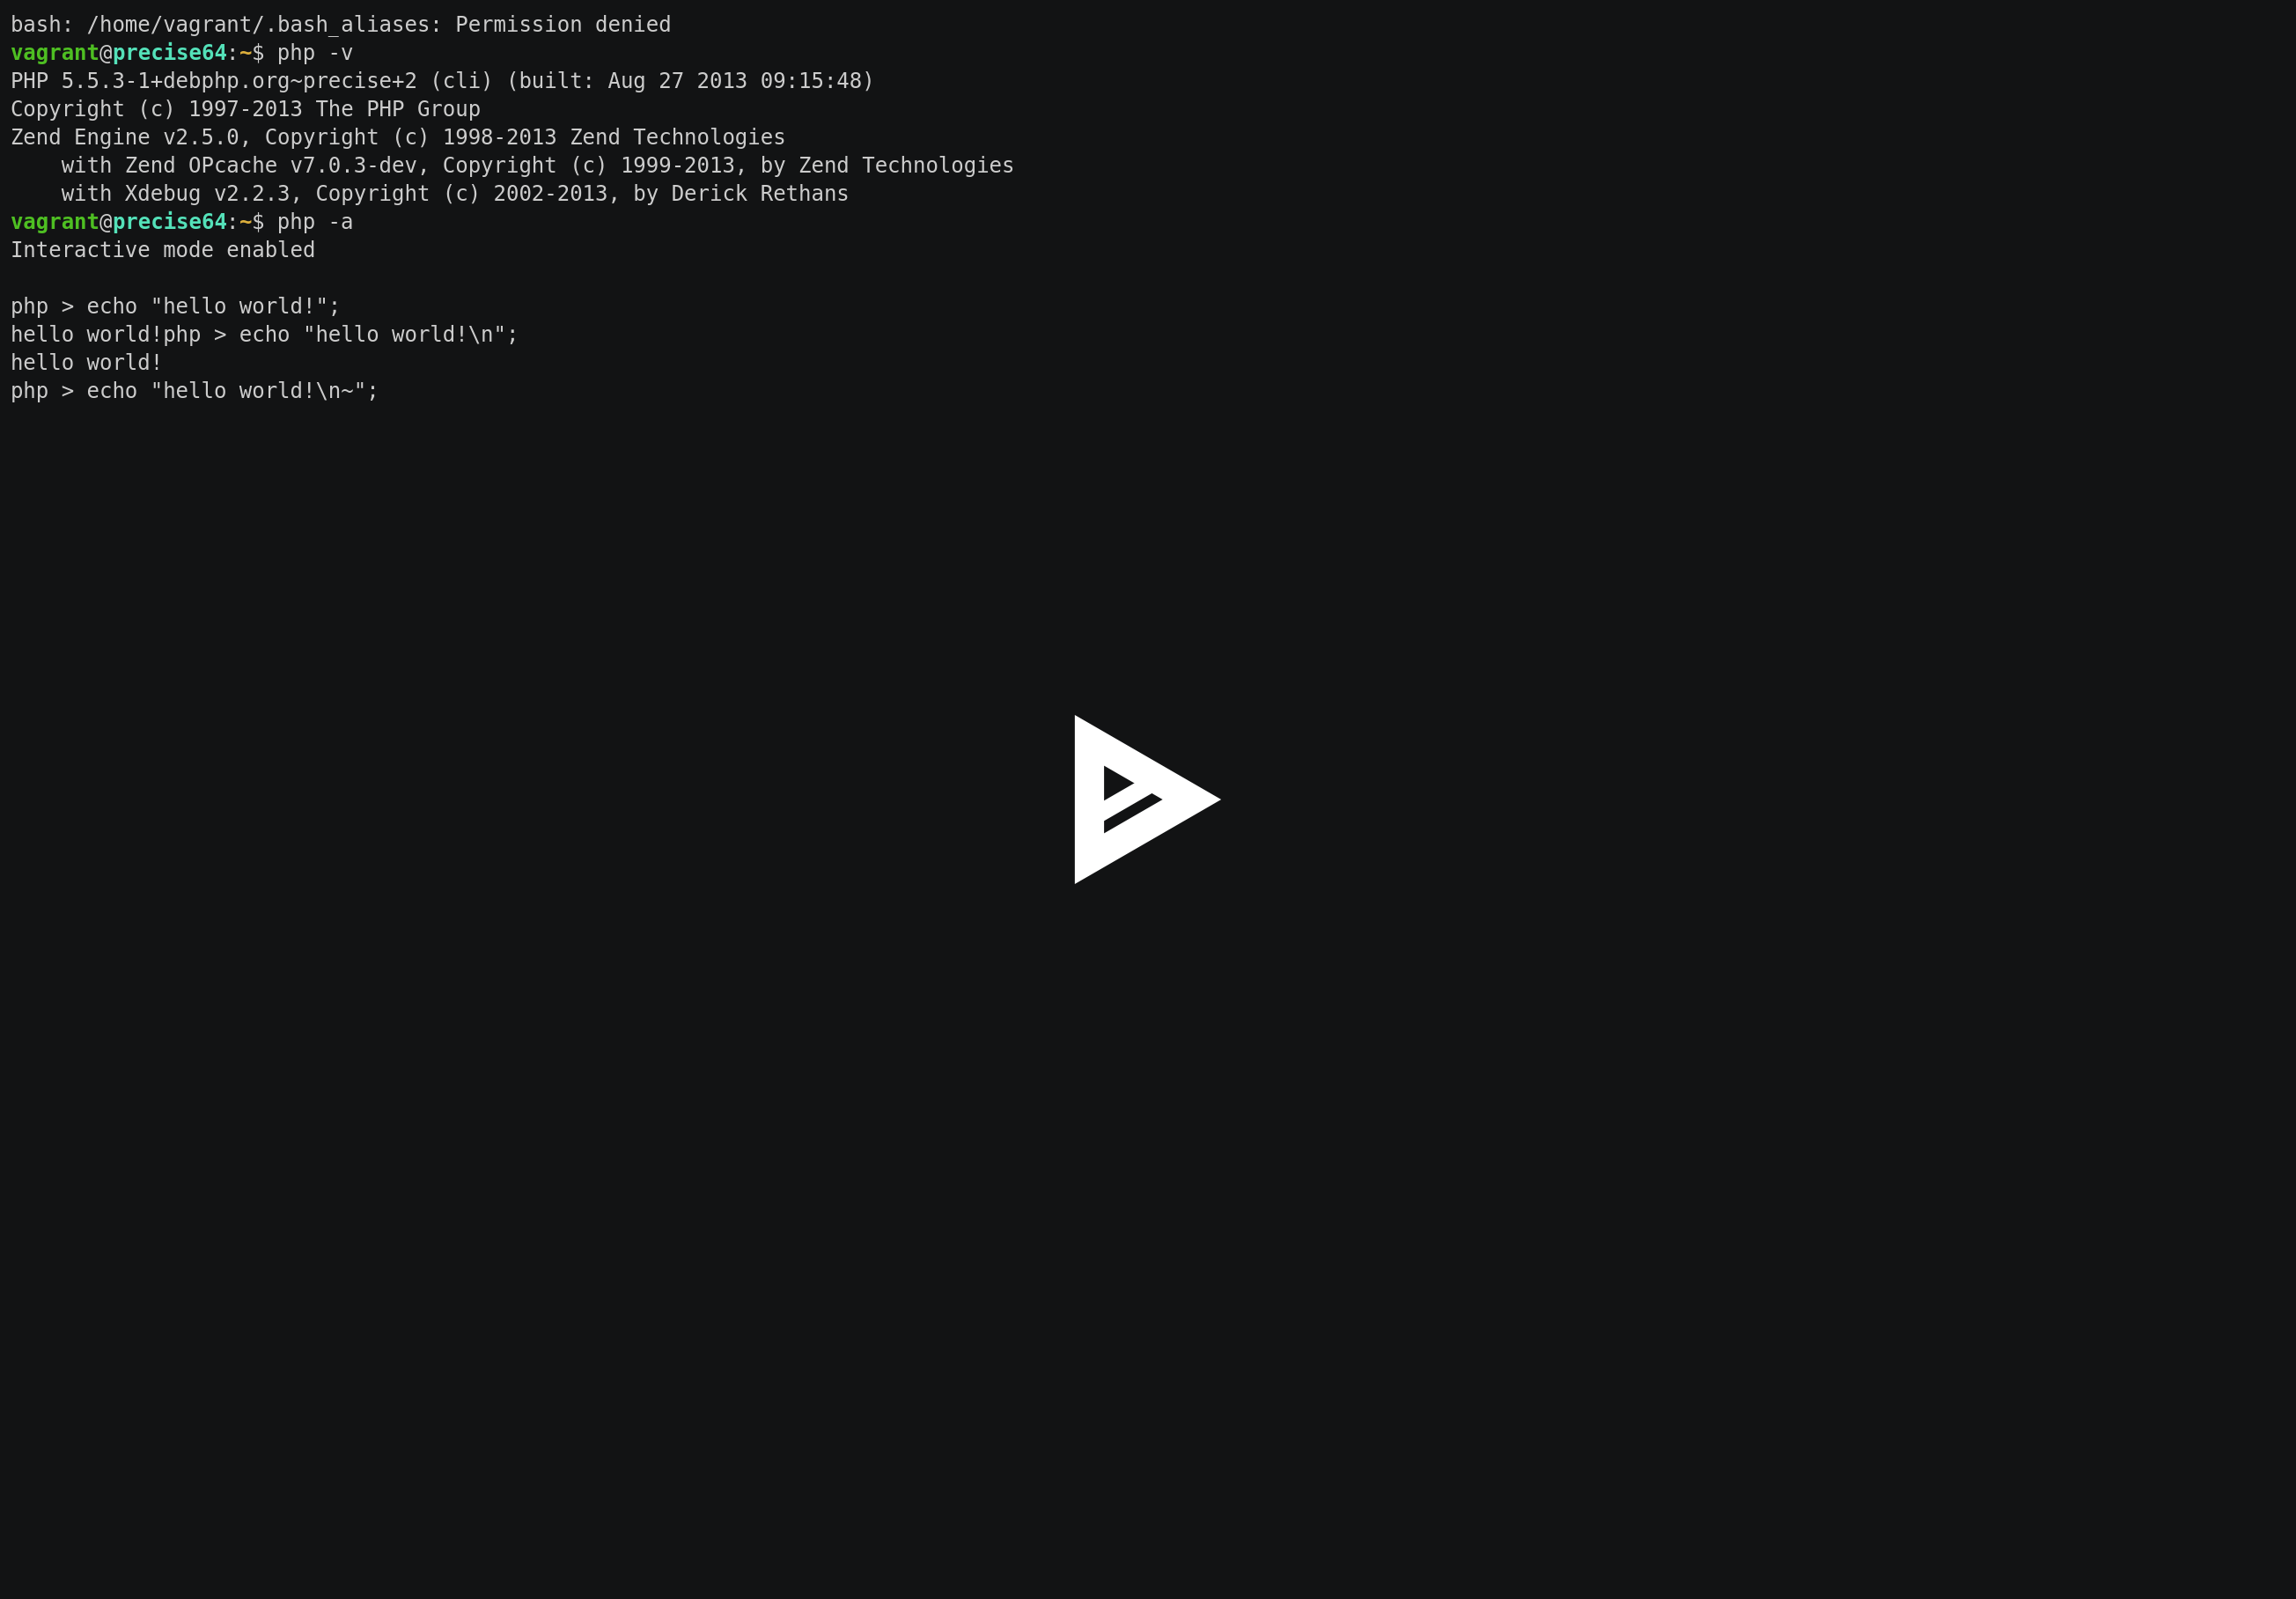 bash: /home/vagrant/.bash_aliases: Permission denied
vagrant@precise64:~$ php -v
PHP 5.5.3-1+debphp.org~precise+2 (cli) (built: Aug 27 2013 09:15:48)
Copyright (c) 1997-2013 The PHP Group
Zend Engine v2.5.0, Copyright (c) 1998-2013 Zend Technologies
    with Zend OPcache v7.0.3-dev, Copyright (c) 1999-2013, by Zend Technologies
    with Xdebug v2.2.3, Copyright (c) 2002-2013, by Derick Rethans
vagrant@precise64:~$ php -a
Interactive mode enabled

php > echo "hello world!";
hello world!php > echo "hello world!\n";
hello world!
php > echo "hello world!\n~";